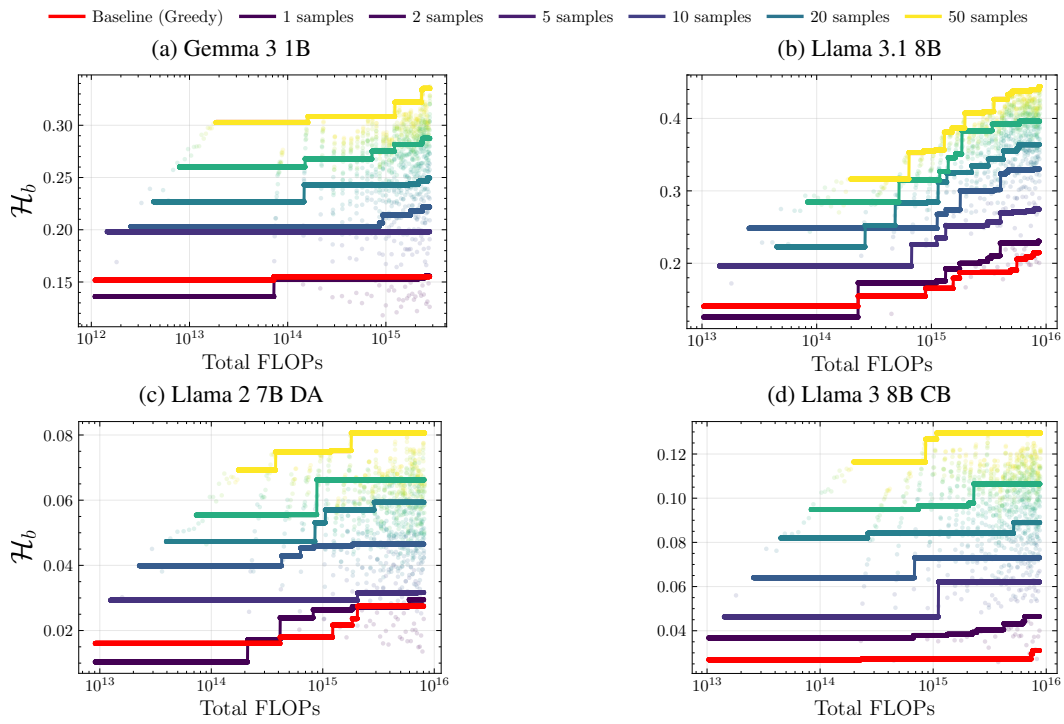 Baseline (Greedy) 1 samples 2 samples 5 samples 10 samples 20 samples 50 samples
(a) Gemma 3 1B
(b) Llama 3.1 8B
0.30
0.25
0.20
0.15
10¹² 10¹³ 10¹⁴ 10¹⁵
Total FLOPs
ℋ_b
0.4
0.3
0.2
10¹³ 10¹⁴ 10¹⁵ 10¹⁶
Total FLOPs
(c) Llama 2 7B DA
(d) Llama 3 8B CB
0.08
0.06
0.04
0.02
10¹³ 10¹⁴ 10¹⁵ 10¹⁶
Total FLOPs
ℋ_b
0.12
0.10
0.08
0.06
0.04
10¹³ 10¹⁴ 10¹⁵ 10¹⁶
Total FLOPs